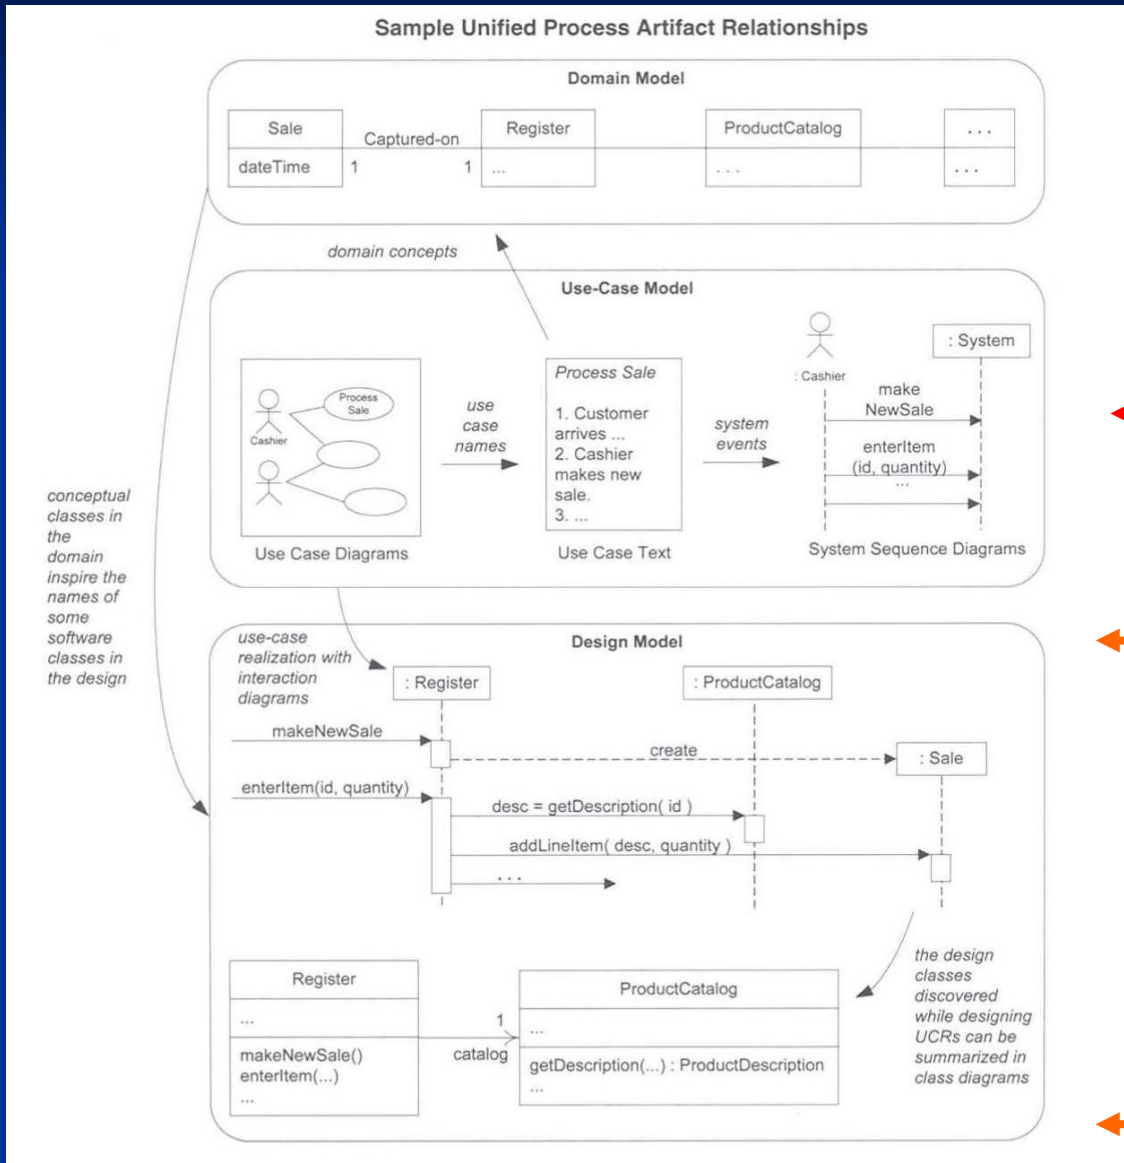 Sample Unified Process Artifact Relationships
Domain Model
Sale
dateTime
Captured-on
1
1
Register
...
ProductCatalog
. . .
. . .
. . .
domain concepts
Use-Case Model
Process
Sale
Cashier
Use Case Diagrams
use
case
names
Process Sale
1. Customer
arrives ...
2. Cashier
makes new
sale.
3. ...
Use Case Text
system
events
: Cashier
: System
make
NewSale
enterItem
(id, quantity)
...
System Sequence Diagrams
conceptual
classes in
the
domain
inspire the
names of
some
software
classes in
the design
Design Model
use-case
realization with
interaction
diagrams
: Register
: ProductCatalog
makeNewSale
create
: Sale
enterItem(id, quantity)
desc = getDescription( id )
addLineItem( desc, quantity )
. . .
the design
classes
discovered
while designing
UCRs can be
summarized in
class diagrams
Register
...
makeNewSale()
enterItem(...)
...
1
catalog
ProductCatalog
...
getDescription(...) : ProductDescription
...